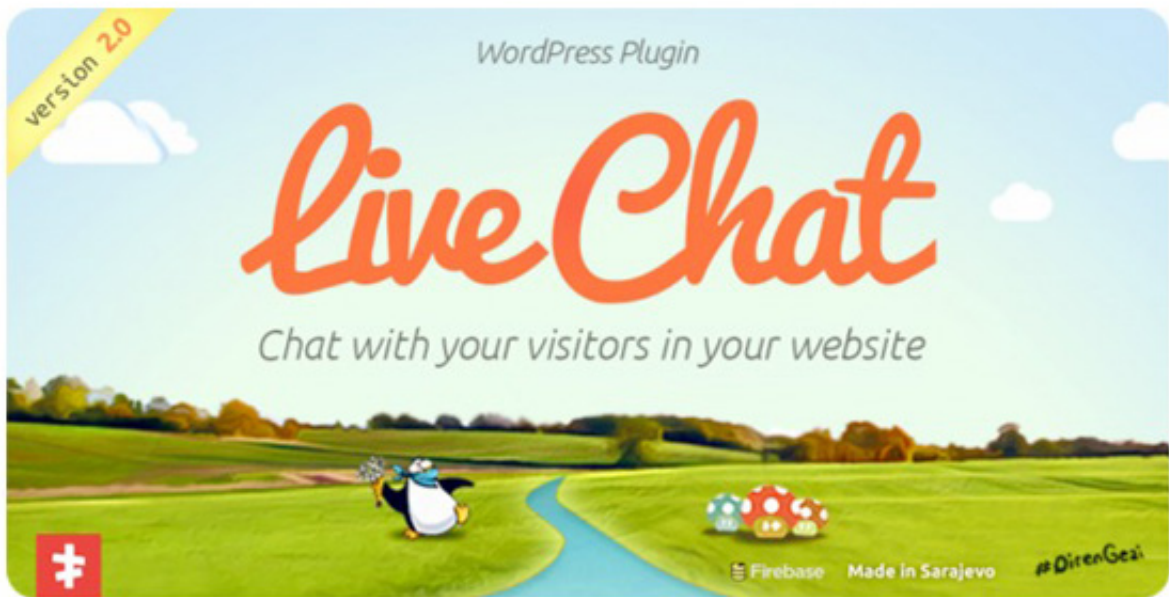 version 2.0
WordPress Plugin
Live Chat
Chat with your visitors in your website
Firebase
Made in Sarajevo
#DirenGezi